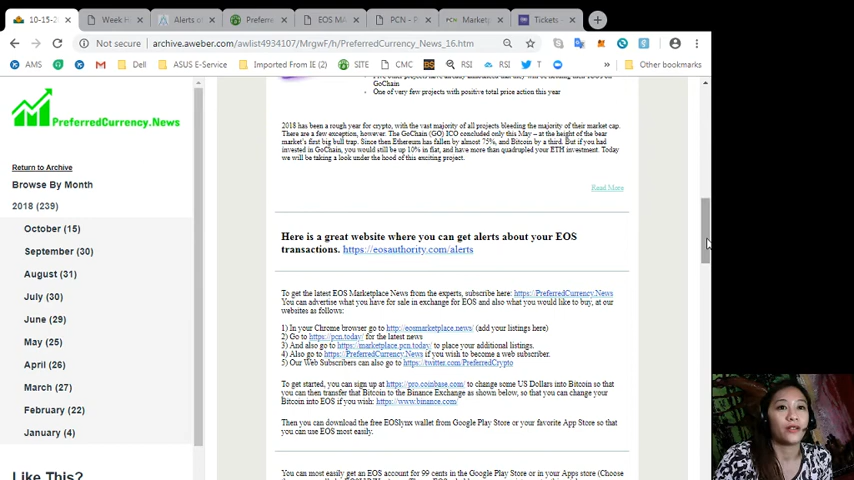 10-15-2
Week H
Alerts o
Preferre
EOS MA
PCN - P
Marketp
Tickets -
Not secure
archive.aweber.com/awlist4934107/MrgwF/h/PreferredCurrency_News_16.htm
AMS
Dell
ASUS E-Service
Imported From IE (2)
SITE
CMC
BS
RSI
RSI
T
»
Other bookmarks
PreferredCurrency.News
Return to Archive
Browse By Month
2018 (239)
October (15)
September (30)
August (31)
July (30)
June (29)
May (25)
April (26)
March (27)
February (22)
January (4)
Like This?
GoChain
One of very few projects with positive total price action this year
2018 has been a rough year for crypto, with the vast majority of all projects bleeding the majority of their market cap.
There are a few exception, however. The GoChain (GO) ICO concluded only this May – at the height of the bear
market's first big bull trap. Since then Ethereum has fallen by almost 75%, and Bitcoin by a third. But if you had
invested in GoChain, you would still be up 10% in fiat, and have more than quadrupled your ETH investment. Today
we will be taking a look under the hood of this exciting project.
Read More
Here is a great website where you can get alerts about your EOS
transactions. https://eosauthority.com/alerts
To get the latest EOS Marketplace News from the experts, subscribe here: https://PreferredCurrency.News
You can advertise what you have for sale in exchange for EOS and also what you would like to buy, at our
websites as follows:
1) In your Chrome browser go to http://eosmarketplace.news/ (add your listings here)
2) Go to https://pcn.today/ for the latest news
3) And also go to https://marketplace.pcn.today/ to place your additional listings.
4) Also go to https://PreferredCurrency.News if you wish to become a web subscriber.
5) Our Web Subscribers can also go to https://twitter.com/PreferredCrypto
To get started, you can sign up at https://pro.coinbase.com/ to change some US Dollars into Bitcoin so that
you can then transfer that Bitcoin to the Binance Exchange as shown below, so that you can change your
Bitcoin into EOS if you wish: https://www.binance.com/
Then you can download the free EOSlynx wallet from Google Play Store or your favorite App Store so that
you can use EOS most easily.
You can most easily get an EOS account for 99 cents in the Google Play Store or in your Apps store (Choose